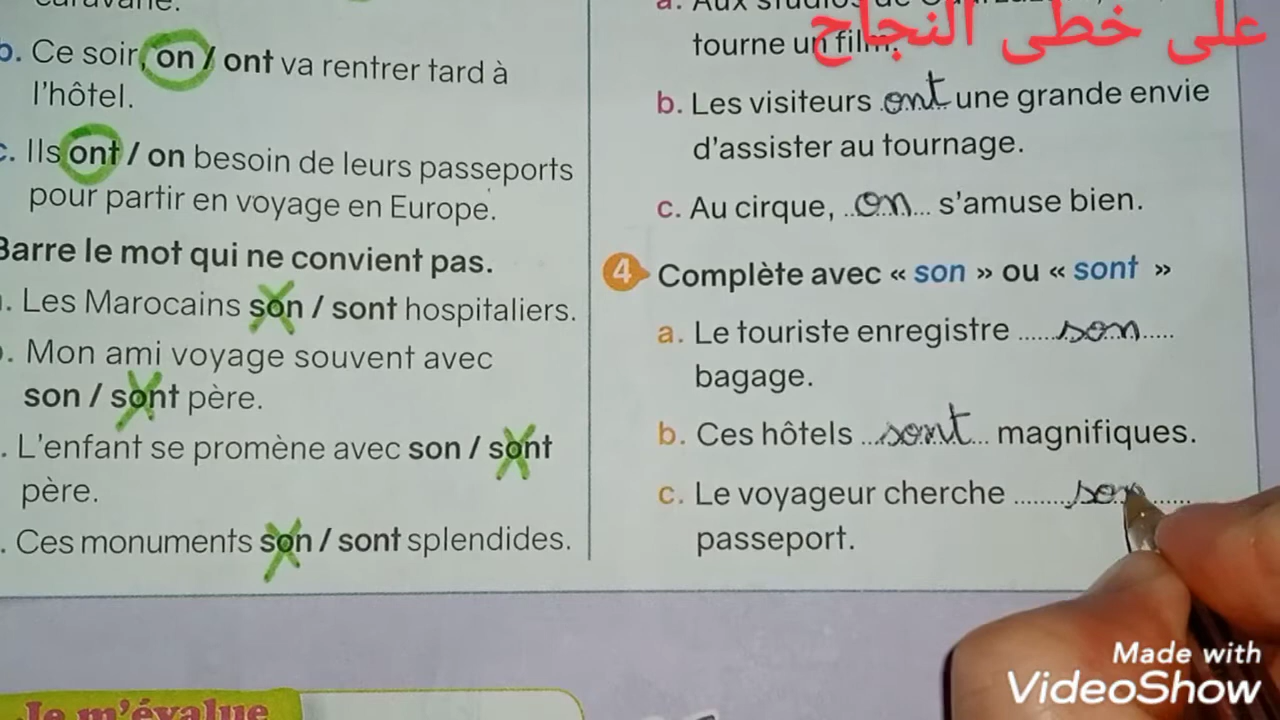 b. Ce soir, on / ont va rentrer tard à
l'hôtel.
c. Ils ont / on besoin de leurs passeports
pour partir en voyage en Europe.
Barre le mot qui ne convient pas.
. Les Marocains son / sont hospitaliers.
. Mon ami voyage souvent avec
son / sont père.
. L'enfant se promène avec son / sont
père.
. Ces monuments son / sont splendides.
Je m'évalue
على خطى النجاح
a. Aux studios de
tourne un film.
b. Les visiteurs ont une grande envie
d'assister au tournage.
c. Au cirque, on s'amuse bien.
4 Complète avec « son » ou « sont »
a. Le touriste enregistre son
bagage.
b. Ces hôtels sont magnifiques.
c. Le voyageur cherche son
passeport.
Made with
VideoShow